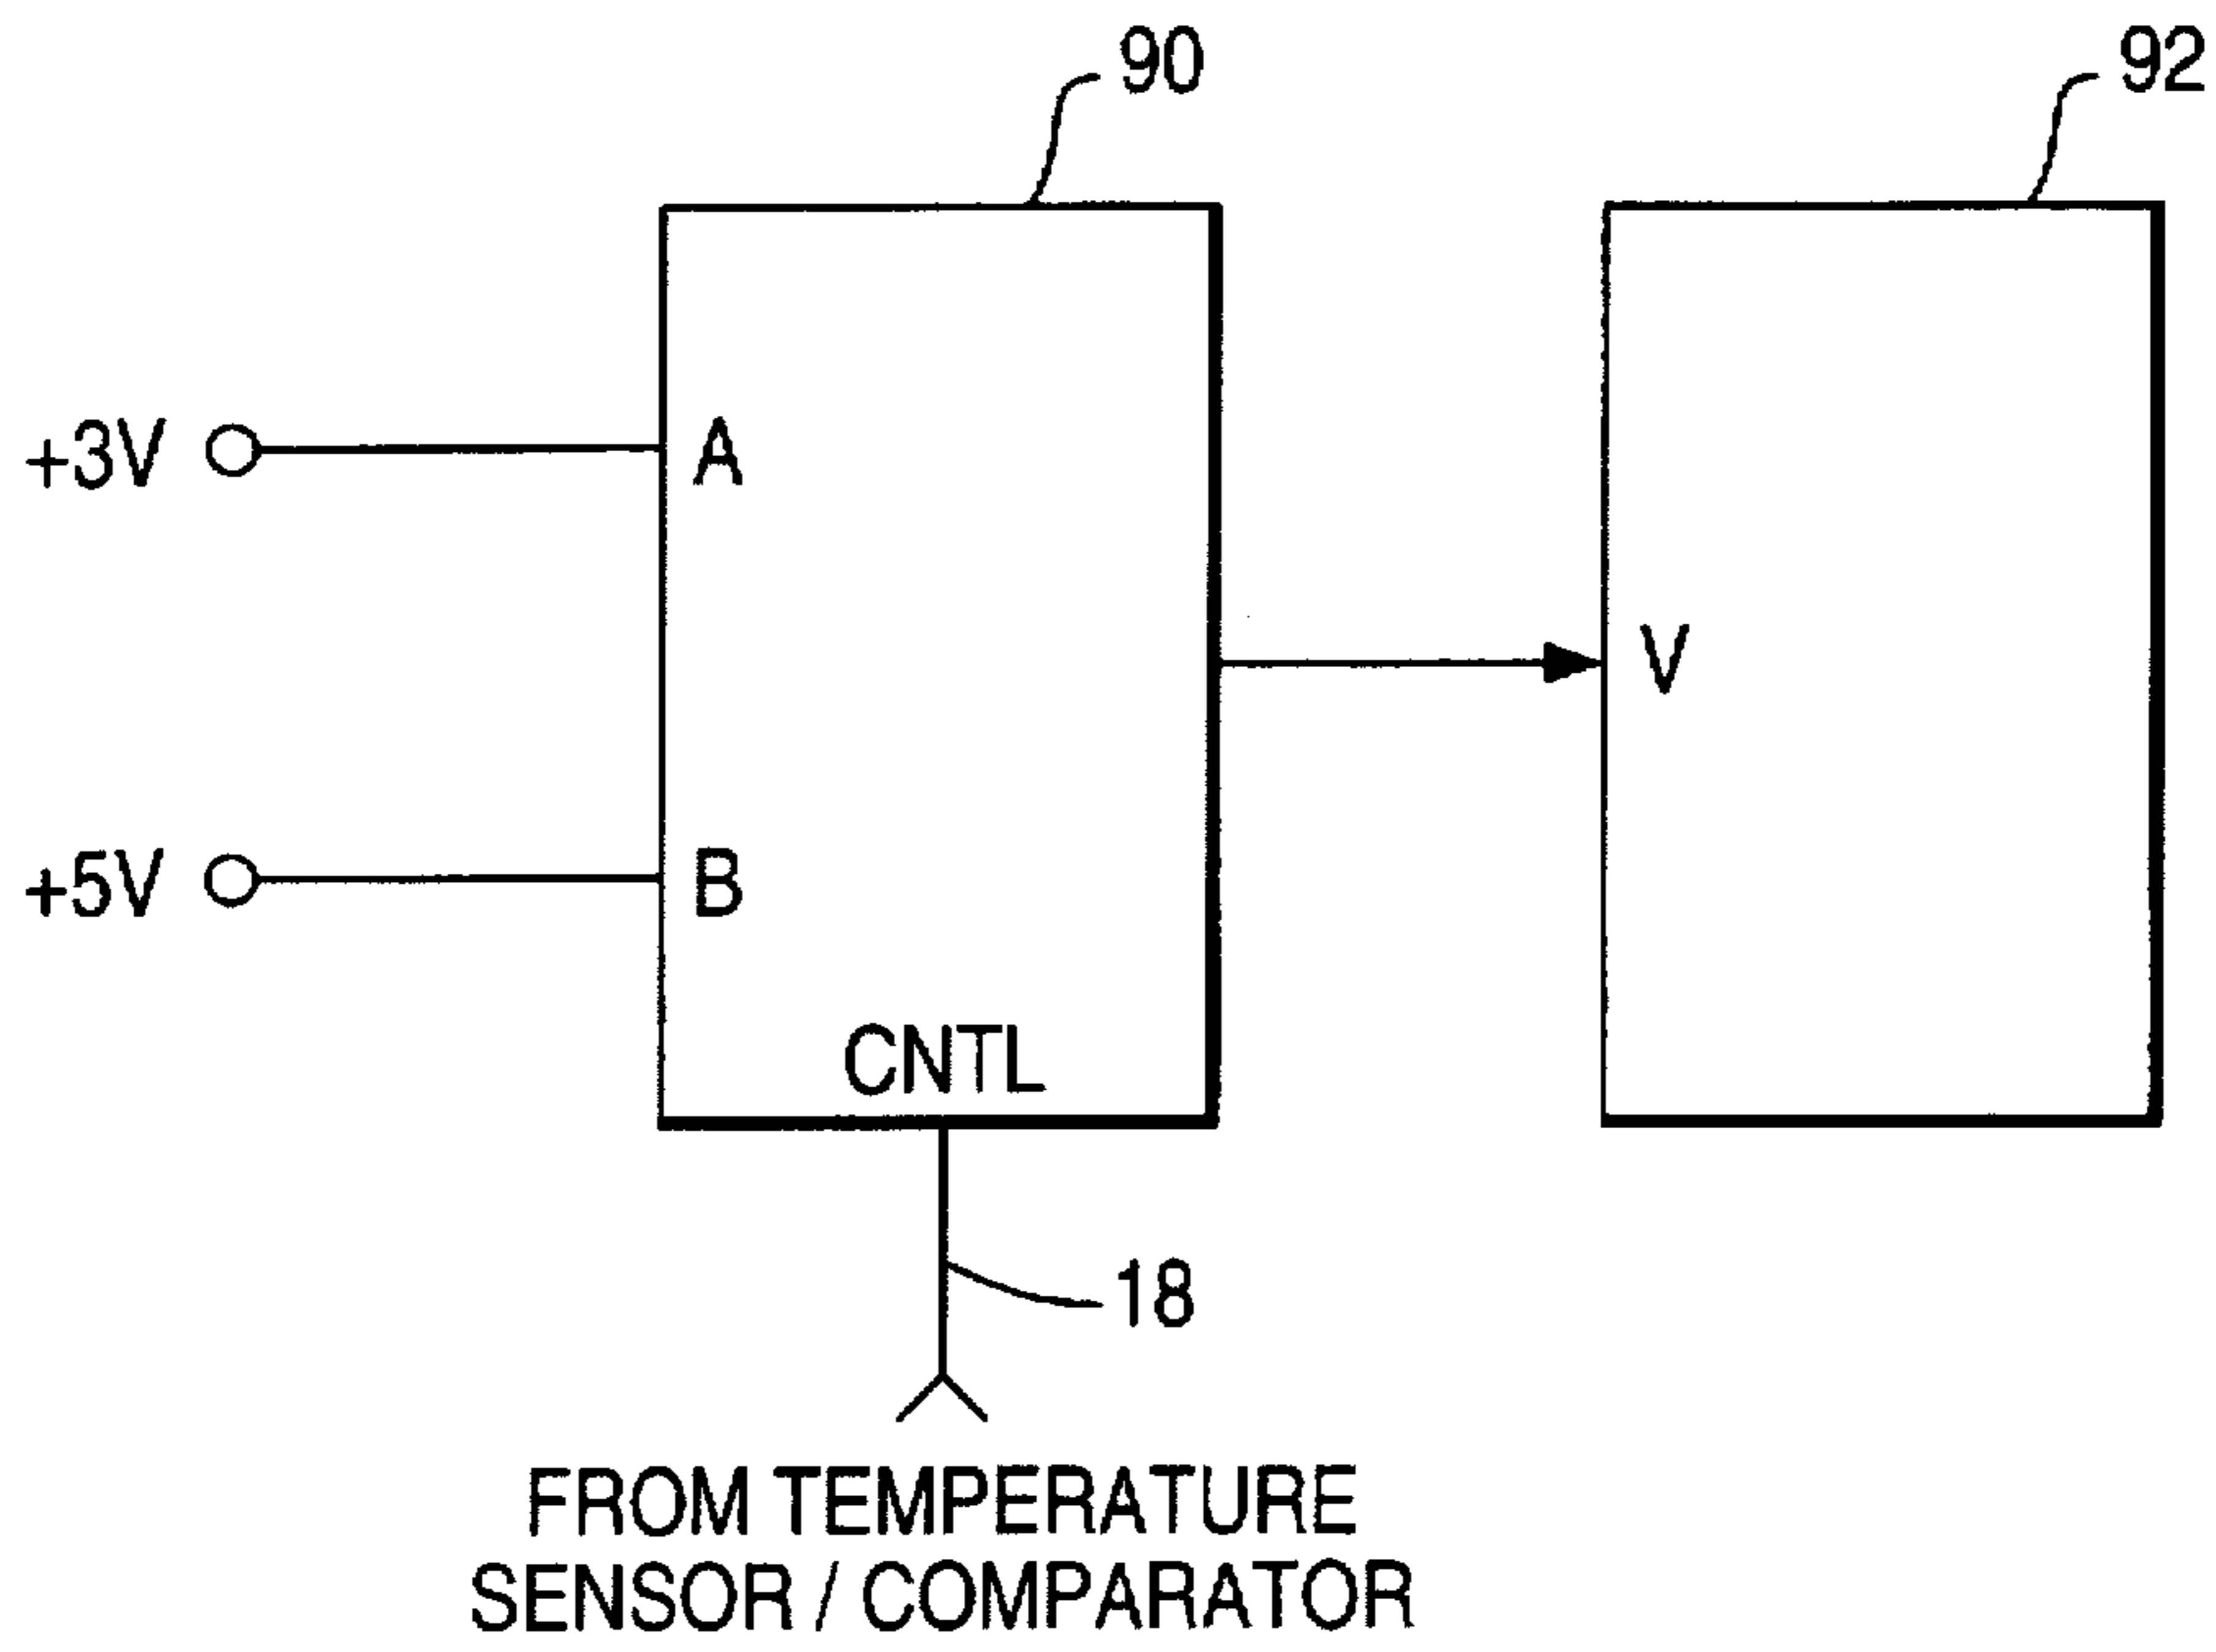 90
92
+3V
A
V
+5V
B
CNTL
18
FROM TEMPERATURE
SENSOR / COMPARATOR